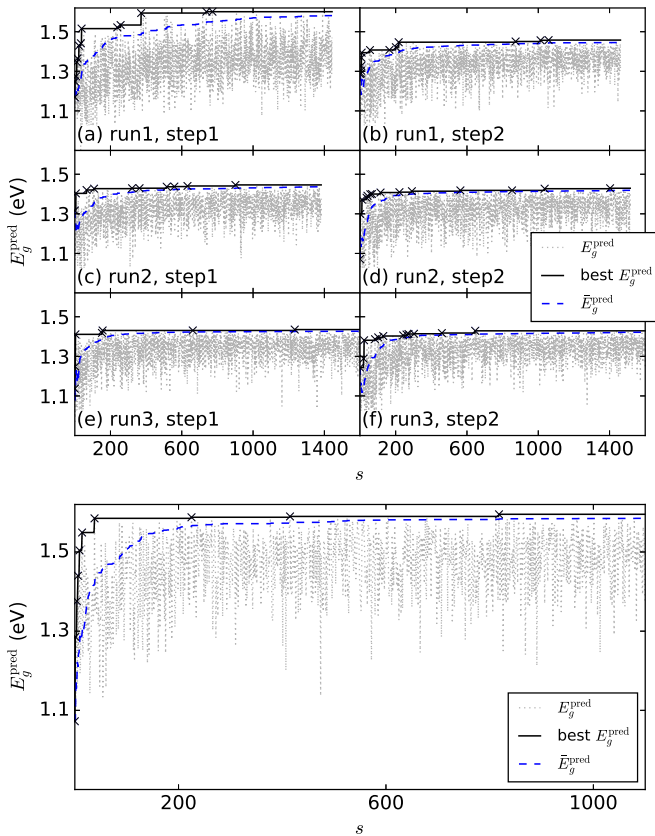 1.5
1.3
1.1
(a) run1, step1
(b) run1, step2
1.5
1.3
1.1
E_g^pred (eV)
(c) run2, step1
(d) run2, step2
E_g^pred
best E_g^pred
Ē_g^pred
1.5
1.3
1.1
(e) run3, step1
(f) run3, step2
200 600 1000 1400 200 600 1000 1400
s
1.5
1.3
1.1
E_g^pred (eV)
E_g^pred
best E_g^pred
Ē_g^pred
200 600 1000
s